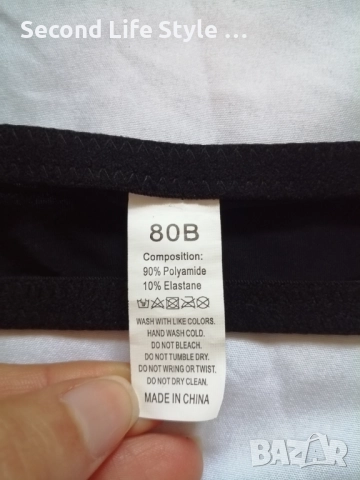 Second Life Style ...
80B
Composition:
90% Polyamide
10% Elastane
WASH WITH LIKE COLORS.
HAND WASH COLD.
DO NOT BLEACH.
DO NOT TUMBLE DRY.
DO NOT WRING OR TWIST.
DO NOT DRY CLEAN.
MADE IN CHINA
BAZAR
bg